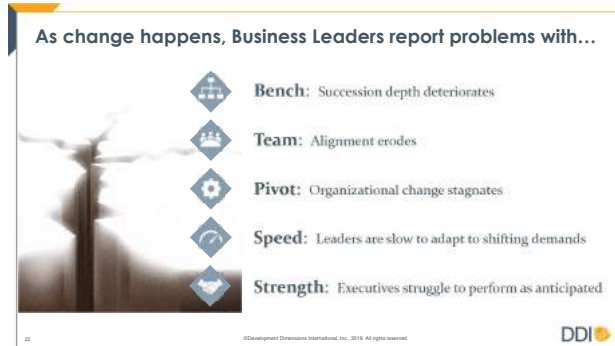 As change happens, Business Leaders report problems with…
Bench: Succession depth deteriorates
Team: Alignment erodes
Pivot: Organizational change stagnates
Speed: Leaders are slow to adapt to shifting demands
Strength: Executives struggle to perform as anticipated
22
©Development Dimensions International, Inc., 2019. All rights reserved.
DDI